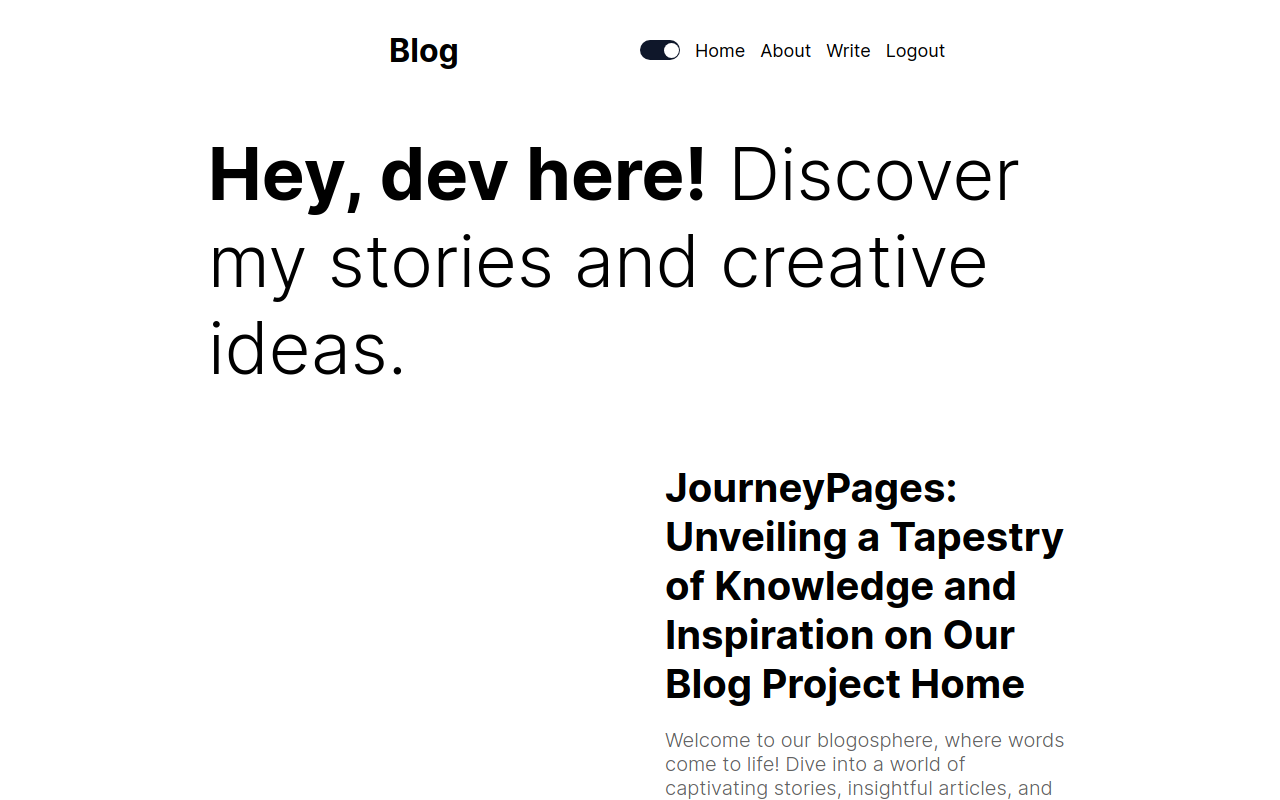 Blog
Home About Write Logout
Hey, dev here! Discover
my stories and creative
ideas.
JourneyPages:
Unveiling a Tapestry
of Knowledge and
Inspiration on Our
Blog Project Home
Welcome to our blogosphere, where words
come to life! Dive into a world of
captivating stories, insightful articles, and